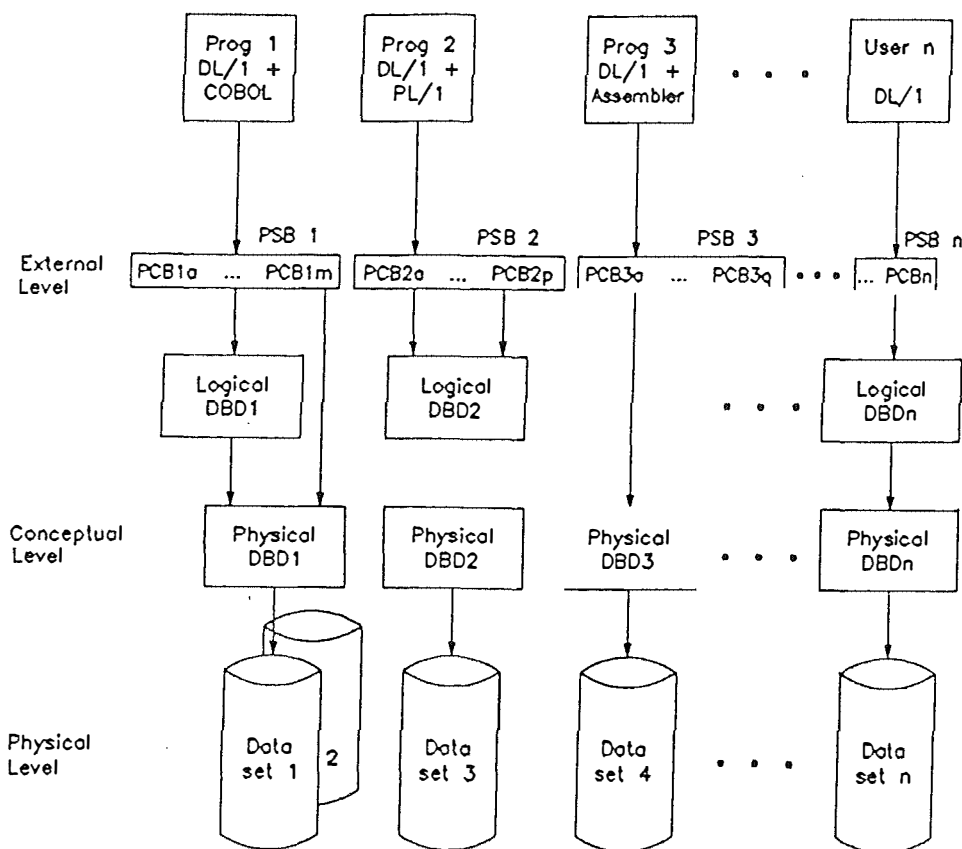 Prog 1
DL/1 +
COBOL
Prog 2
DL/1 +
PL/1
Prog 3
DL/1 +
Assembler
User n
DL/1
External
Level
PSB 1
PCB1a ... PCB1m
PSB 2
PCB2a ... PCB2p
PSB 3
PCB3a ... PCB3q
PSB n
... PCBn
Logical
DBD1
Logical
DBD2
Logical
DBDn
Conceptual
Level
Physical
DBD1
Physical
DBD2
Physical
DBD3
Physical
DBDn
Physical
Level
Data
set 1
2
Data
set 3
Data
set 4
Data
set n